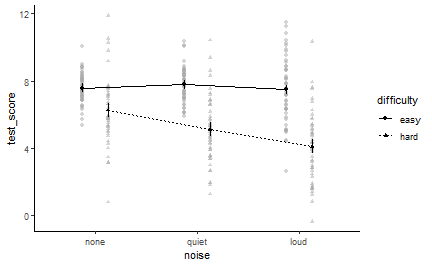 12
8
4
0
test_score
none quiet loud
noise
difficulty
easy
hard